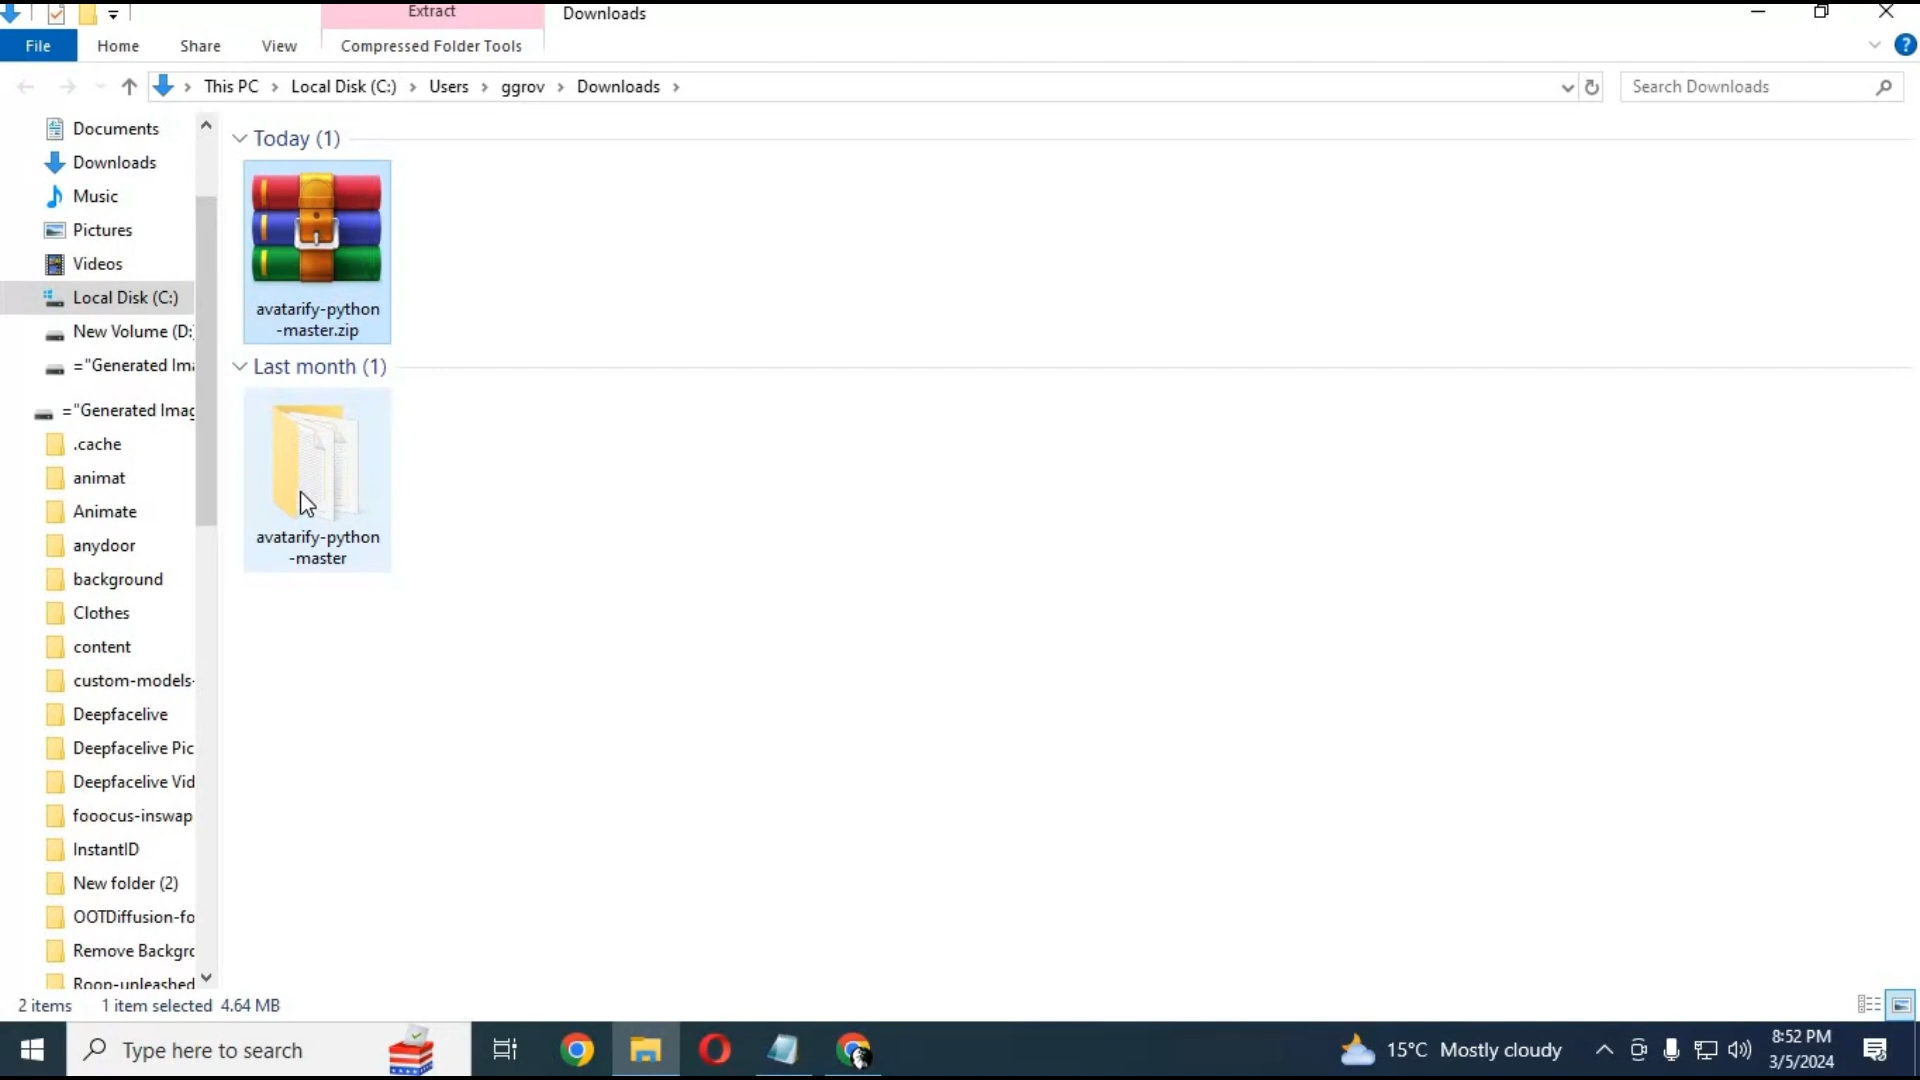 Extract
Downloads
File
Home
Share
View
Compressed Folder Tools
This PC
Local Disk (C:)
Users
ggrov
Downloads
Search Downloads
Documents
Downloads
Music
Pictures
Videos
Local Disk (C:)
New Volume (D:
="Generated Ima
="Generated Imag
.cache
animat
Animate
anydoor
background
Clothes
content
custom-models-
Deepfacelive
Deepfacelive Pic
Deepfacelive Vid
fooocus-inswap
InstantID
New folder (2)
OOTDiffusion-fo
Remove Backgro
Roop-unleashed
Today (1)
avatarify-python
-master.zip
Last month (1)
avatarify-python
-master
2 items
1 item selected 4.64 MB
Type here to search
15°C Mostly cloudy
8:52 PM
3/5/2024